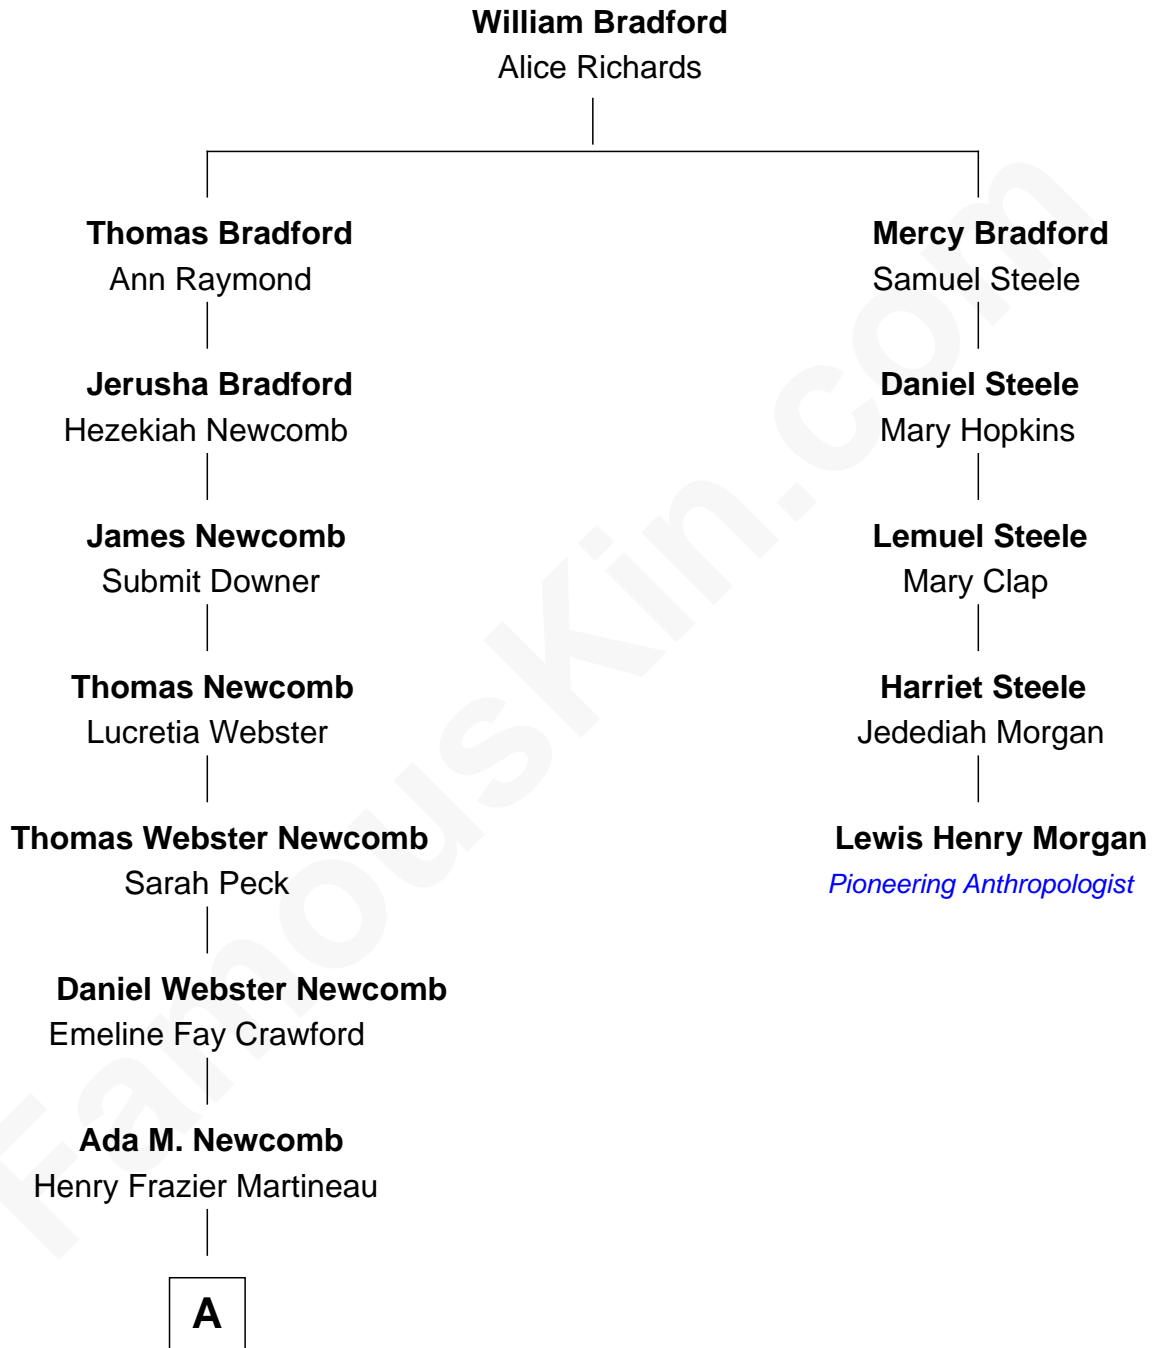 William Bradford
Alice Richards
Thomas Bradford
Ann Raymond
Jerusha Bradford
Hezekiah Newcomb
James Newcomb
Submit Downer
Thomas Newcomb
Lucretia Webster
Thomas Webster Newcomb
Sarah Peck
Daniel Webster Newcomb
Emeline Fay Crawford
Ada M. Newcomb
Henry Frazier Martineau
A
Mercy Bradford
Samuel Steele
Daniel Steele
Mary Hopkins
Lemuel Steele
Mary Clap
Harriet Steele
Jedediah Morgan
Lewis Henry Morgan
Pioneering Anthropologist
FamousKin.com